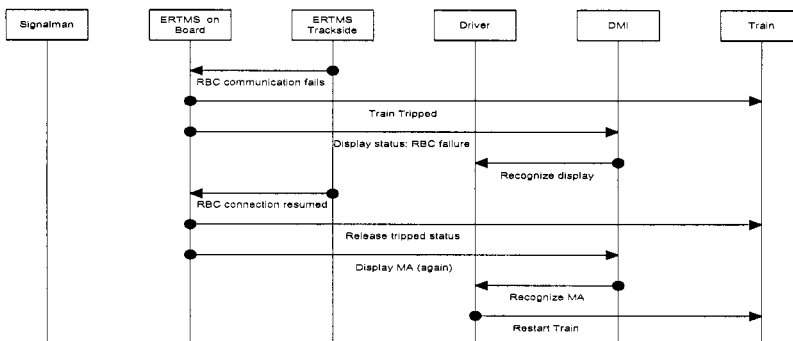 Signalman
ERTMS on
Board
ERTMS
Trackside
Driver
DMI
Train
RBC communication fails
Train Tripped
Display status: RBC failure
Recognize display
RBC connection resumed
Release tripped status
Display MA (again)
Recognize MA
Restart Train